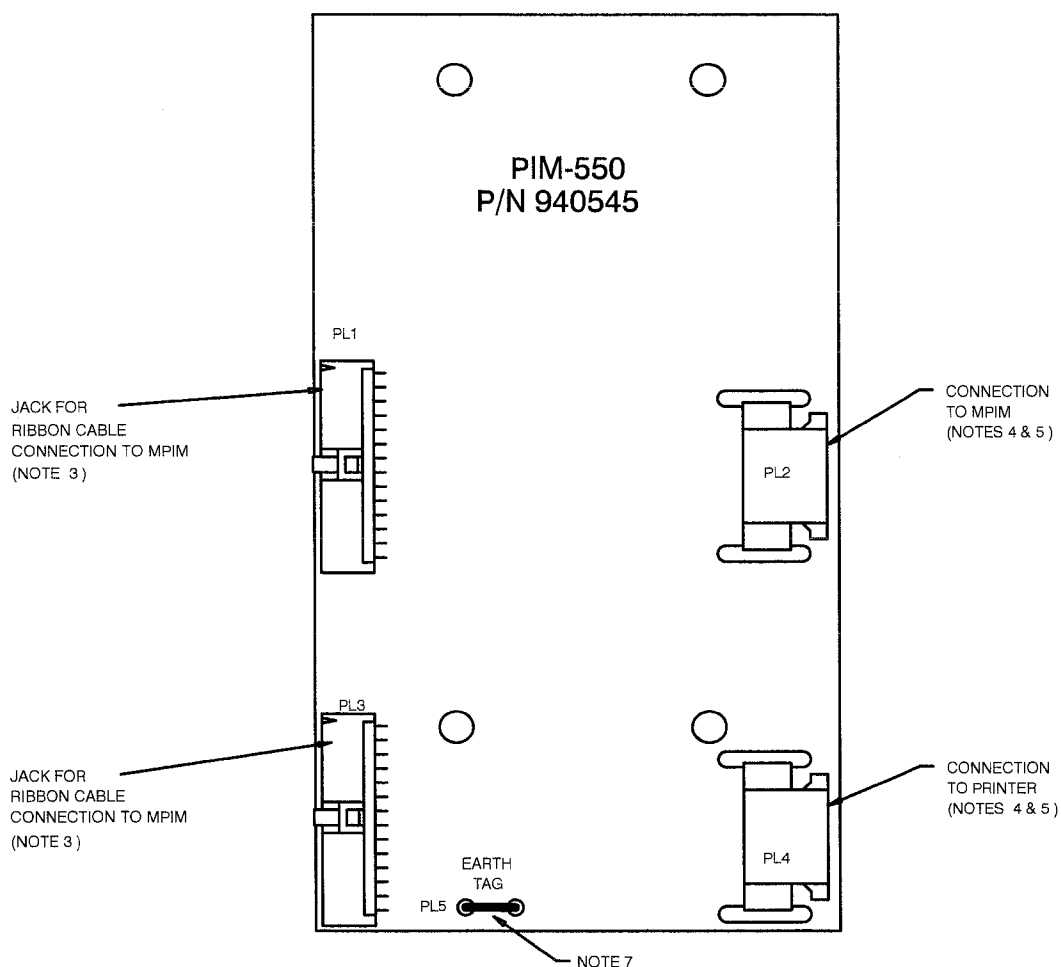 PIM-550
P/N 940545
PL1
JACK FOR
RIBBON CABLE
CONNECTION TO MPIM
(NOTE 3 )
CONNECTION
TO MPIM
(NOTES 4 & 5)
PL2
PL3
JACK FOR
RIBBON CABLE
CONNECTION TO MPIM
(NOTE 3 )
CONNECTION
TO PRINTER
(NOTES 4 & 5 )
PL4
EARTH
TAG
PL5
NOTE 7